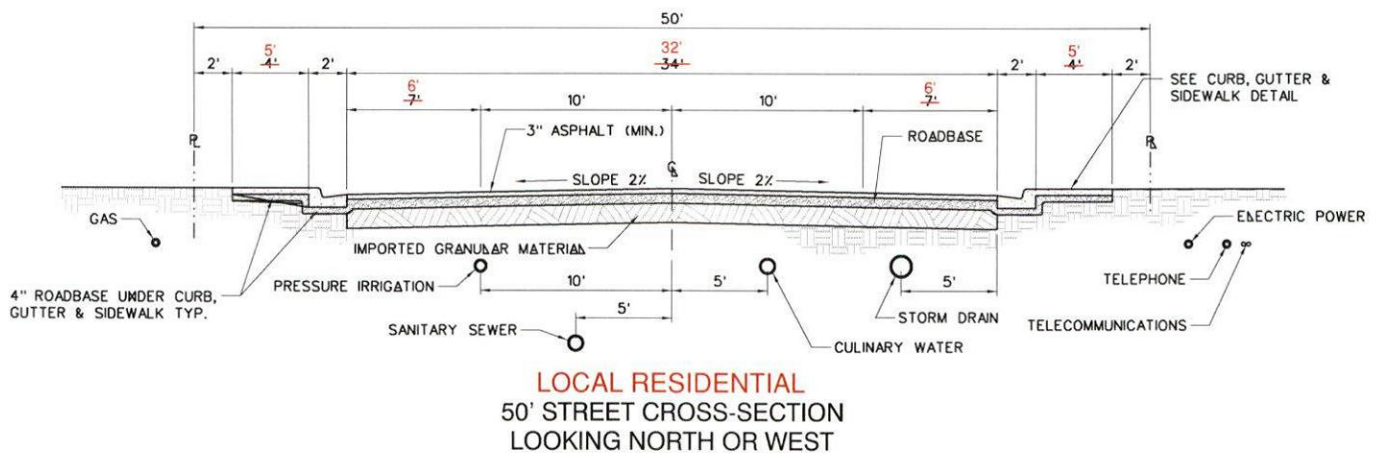 50'
32'
34'
2'
5'
4'
2'
2'
5'
4'
2'
6'
7'
10'
10'
6'
7'
SEE CURB, GUTTER &
SIDEWALK DETAIL
3" ASPHALT (MIN.)
ROADBASE
SLOPE 2%
SLOPE 2%
GAS
ELECTRIC POWER
IMPORTED GRANULAR MATERIAL
PRESSURE IRRIGATION
10'
5'
5'
TELEPHONE
4" ROADBASE UNDER CURB,
GUTTER & SIDEWALK TYP.
5'
STORM DRAIN
TELECOMMUNICATIONS
SANITARY SEWER
CULINARY WATER
LOCAL RESIDENTIAL
50' STREET CROSS-SECTION
LOOKING NORTH OR WEST